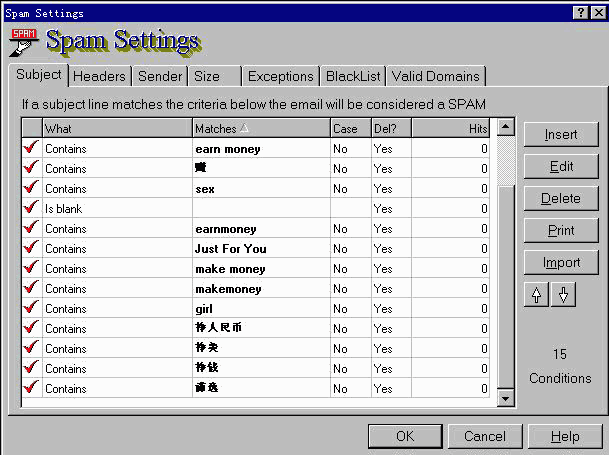 Spam Settings
SPAM
Spam Settings
Subject Headers Sender Size Exceptions BlackList Valid Domains
If a subject line matches the criteria below the email will be considered a SPAM
What Matches Case Del? Hits
Contains earn money No Yes 0
Contains No Yes 0
Contains sex No Yes 0
Is blank Yes 0
Contains earnmoney No Yes 0
Contains Just For You No Yes 0
Contains make money No Yes 0
Contains makemoney No Yes 0
Contains girl No Yes 0
Contains 挣人民币 No Yes 0
Contains No Yes 0
Contains 挣钱 No Yes 0
Contains No Yes 0
Insert
Edit
Delete
Print
Import
15
Conditions
OK Cancel Help